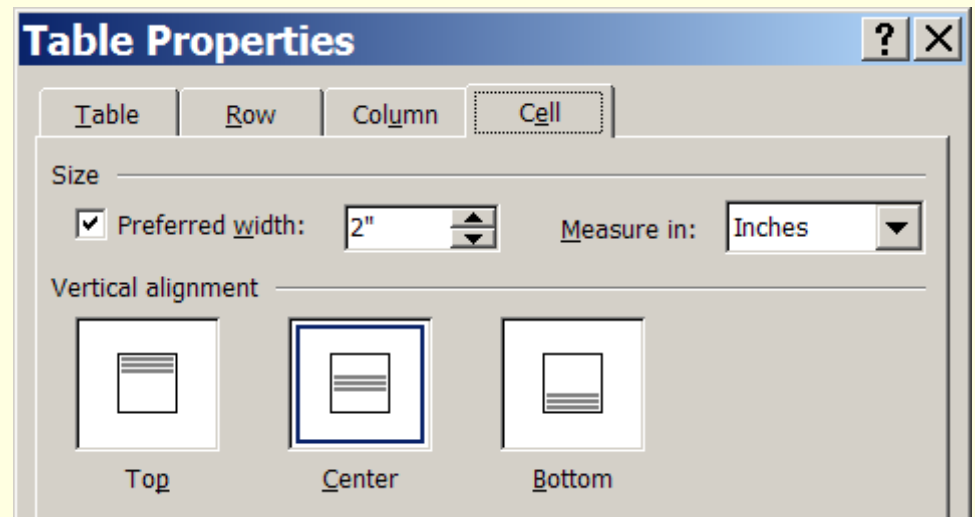 Table Properties ?
Table Row Column Cell
Size
Preferred width: 2" Measure in: Inches
Vertical alignment
Top Center Bottom